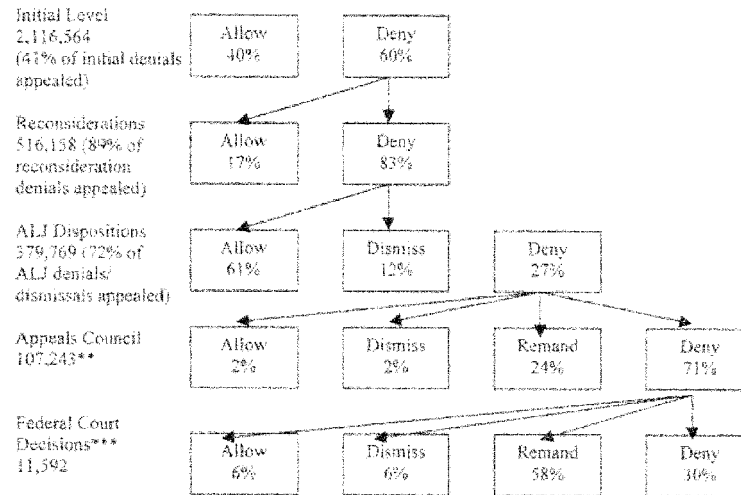 Initial Level
2,116,564
(41% of initial denials
appealed)
Allow
40%
Deny
60%
Reconsiderations
516,158 (89% of
reconsideration
denials appealed)
Allow
17%
Deny
83%
ALJ Dispositions
379,769 (72% of
ALJ denials/
dismissals appealed)
Allow
61%
Dismiss
12%
Deny
27%
Appeals Council
107,243**
Allow
2%
Dismiss
2%
Remand
24%
Deny
71%
Federal Court
Decisions***
11,592
Allow
6%
Dismiss
6%
Remand
58%
Deny
30%